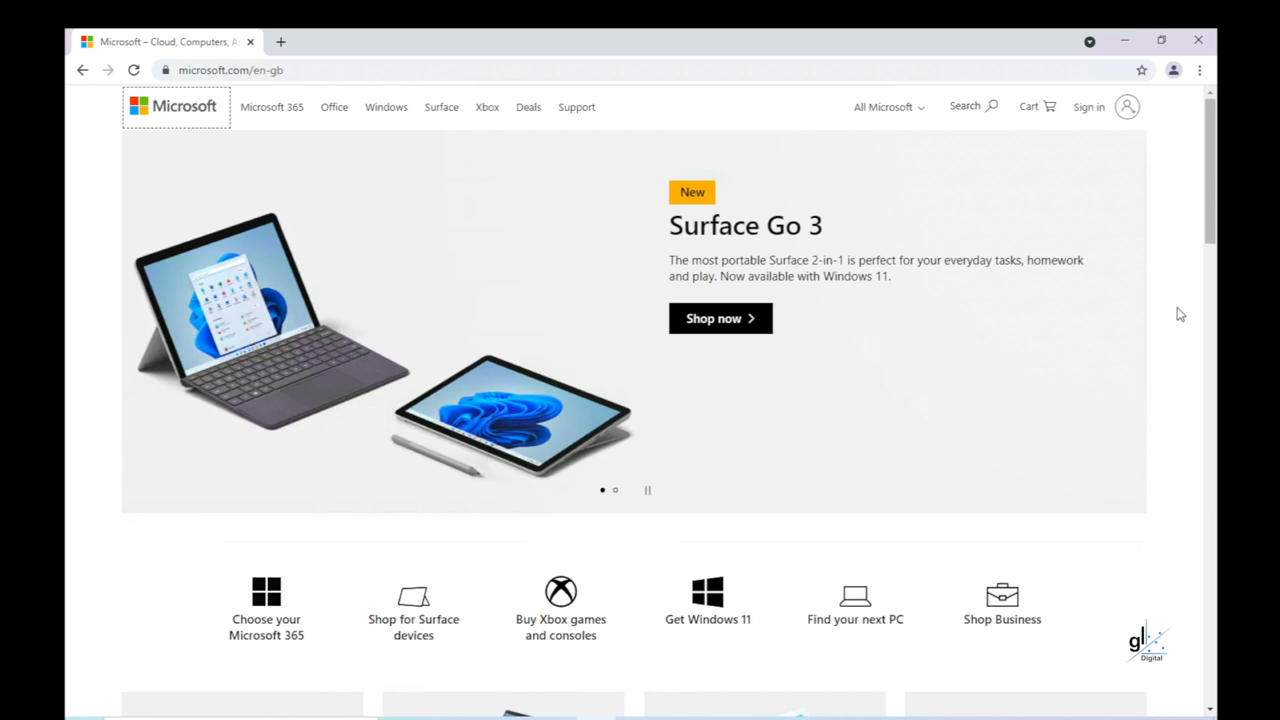 Microsoft – Cloud, Computers, A
microsoft.com/en-gb
Microsoft
Microsoft 365
Office
Windows
Surface
Xbox
Deals
Support
All Microsoft
Search
Cart
Sign in
New
Surface Go 3
The most portable Surface 2-in-1 is perfect for your everyday tasks, homework
and play. Now available with Windows 11.
Shop now
Choose your
Microsoft 365
Shop for Surface
devices
Buy Xbox games
and consoles
Get Windows 11
Find your next PC
Shop Business
gl
Digital